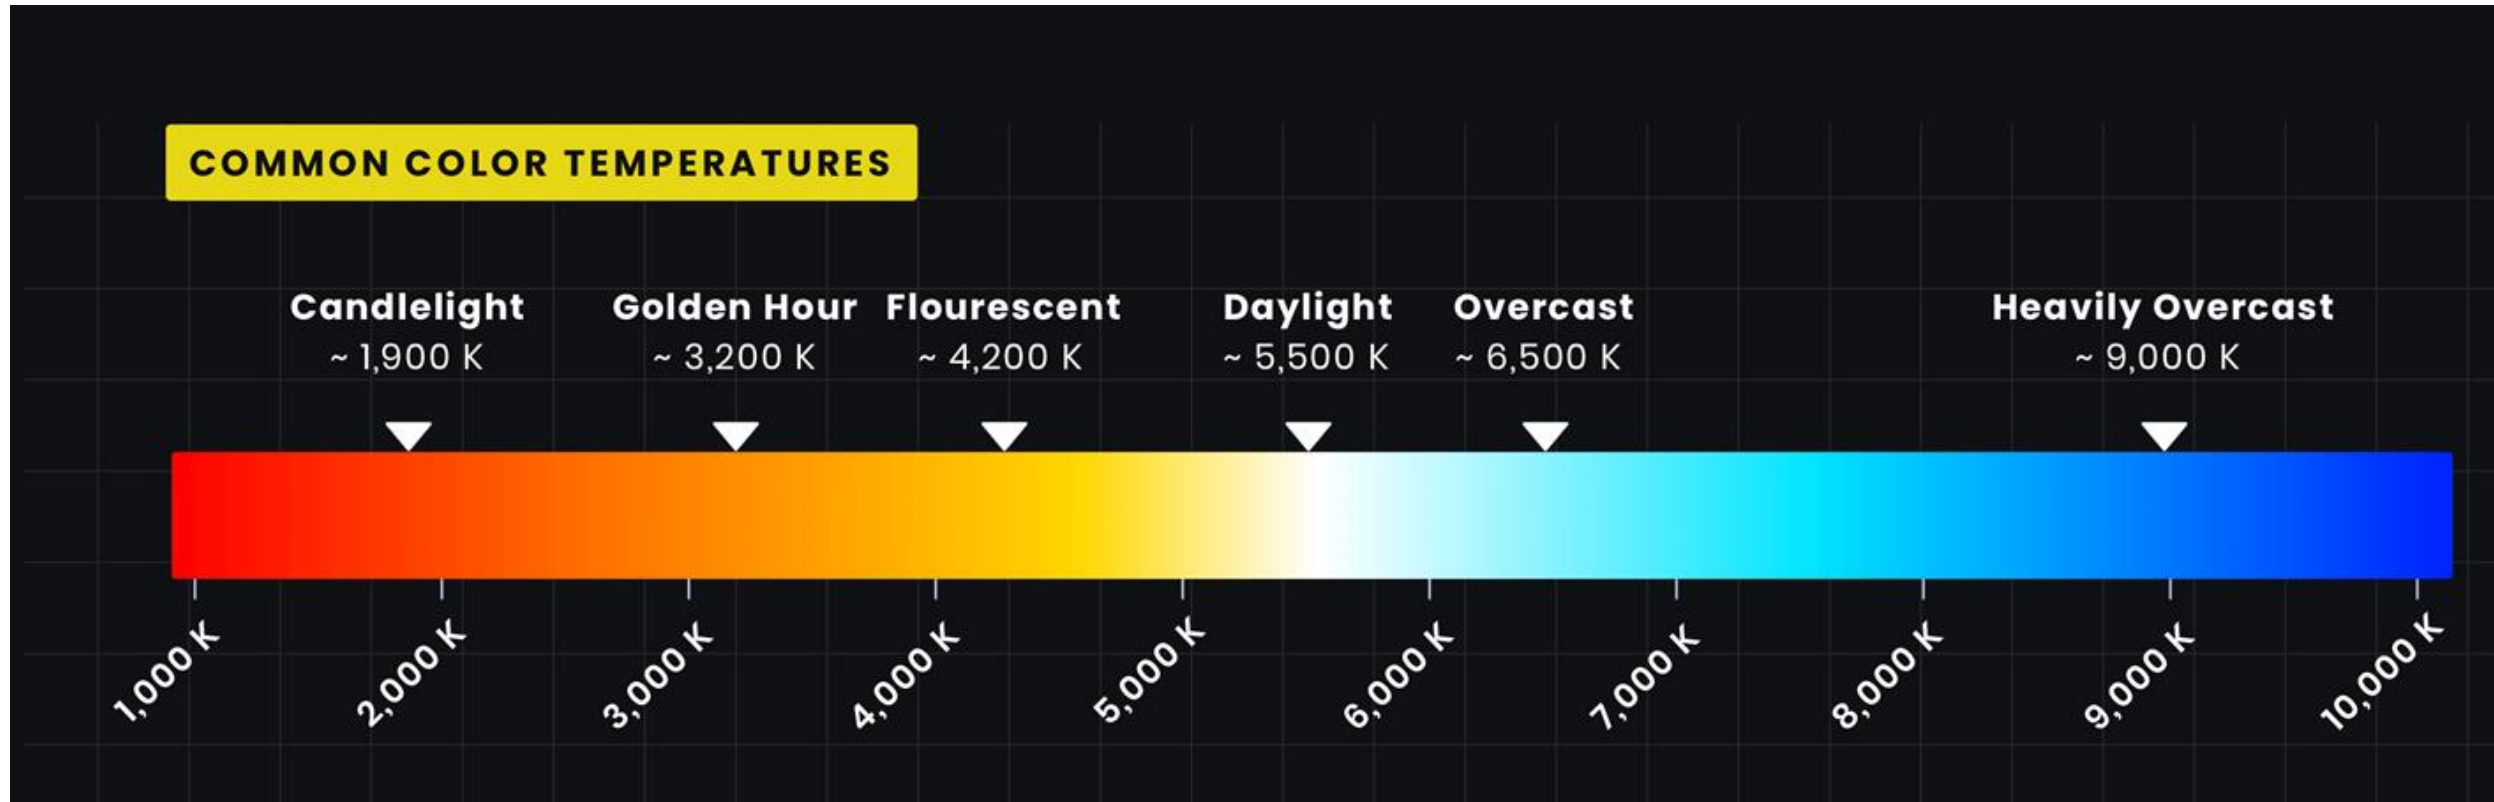 COMMON COLOR TEMPERATURES
Candlelight Golden Hour Flourescent Daylight Overcast Heavily Overcast
~ 1,900 K ~ 3,200 K ~ 4,200 K ~ 5,500 K ~ 6,500 K ~ 9,000 K
1,000 K 2,000 K 3,000 K 4,000 K 5,000 K 6,000 K 7,000 K 8,000 K 9,000 K 10,000 K